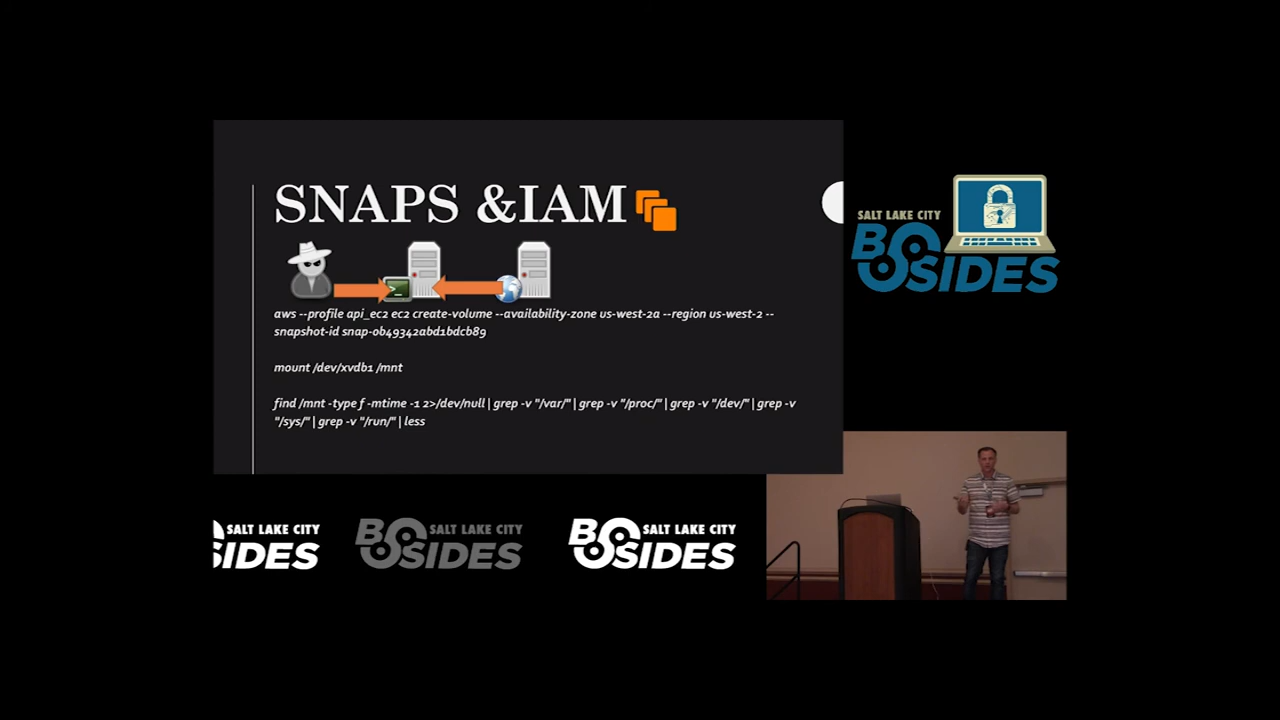 SNAPS &IAM
aws --profile api_ec2 ec2 create-volume --availability-zone us-west-2a --region us-west-2 --
snapshot-id snap-0b49342abd1bdcb89
mount /dev/xvdb1 /mnt
find /mnt -type f -mtime -1 2>/dev/null | grep -v "/var/" | grep -v "/proc/" | grep -v "/dev/" | grep -v
"/sys/" | grep -v "/run/" | less
SALT LAKE CITY
BSIDES
SALT LAKE CITY
SIDES
SALT LAKE CITY
BSIDES
SALT LAKE CITY
BSIDES